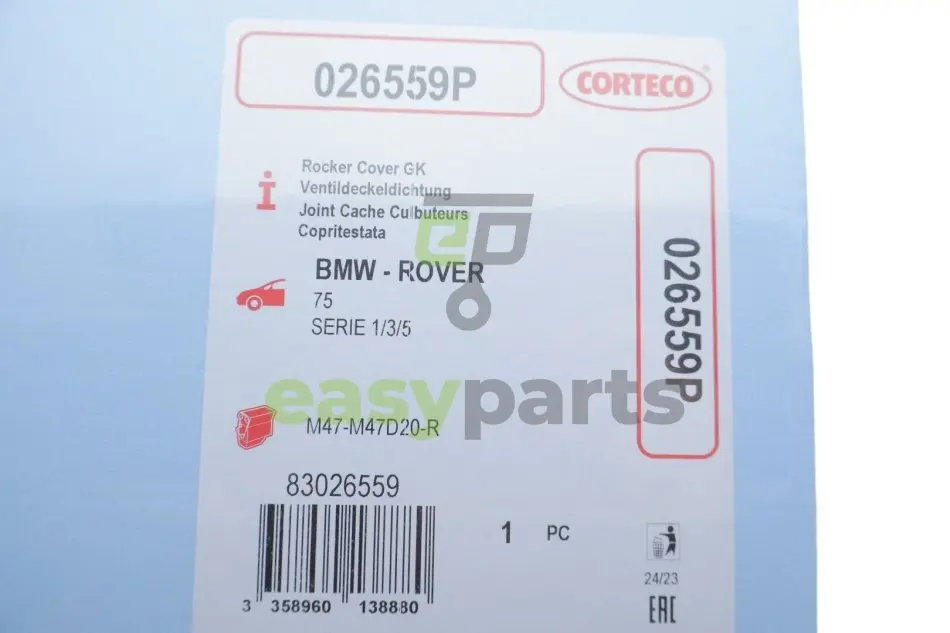 026559P
CORTECO
Rocker Cover GK
Ventildeckeldichtung
Joint Cache Culbuteurs
Copritestata
BMW - ROVER
75
SERIE 1/3/5
026559P
ep
easyparts
M47-M47D20-R
83026559
1 PC
24/23
EAC
3 358960 138880